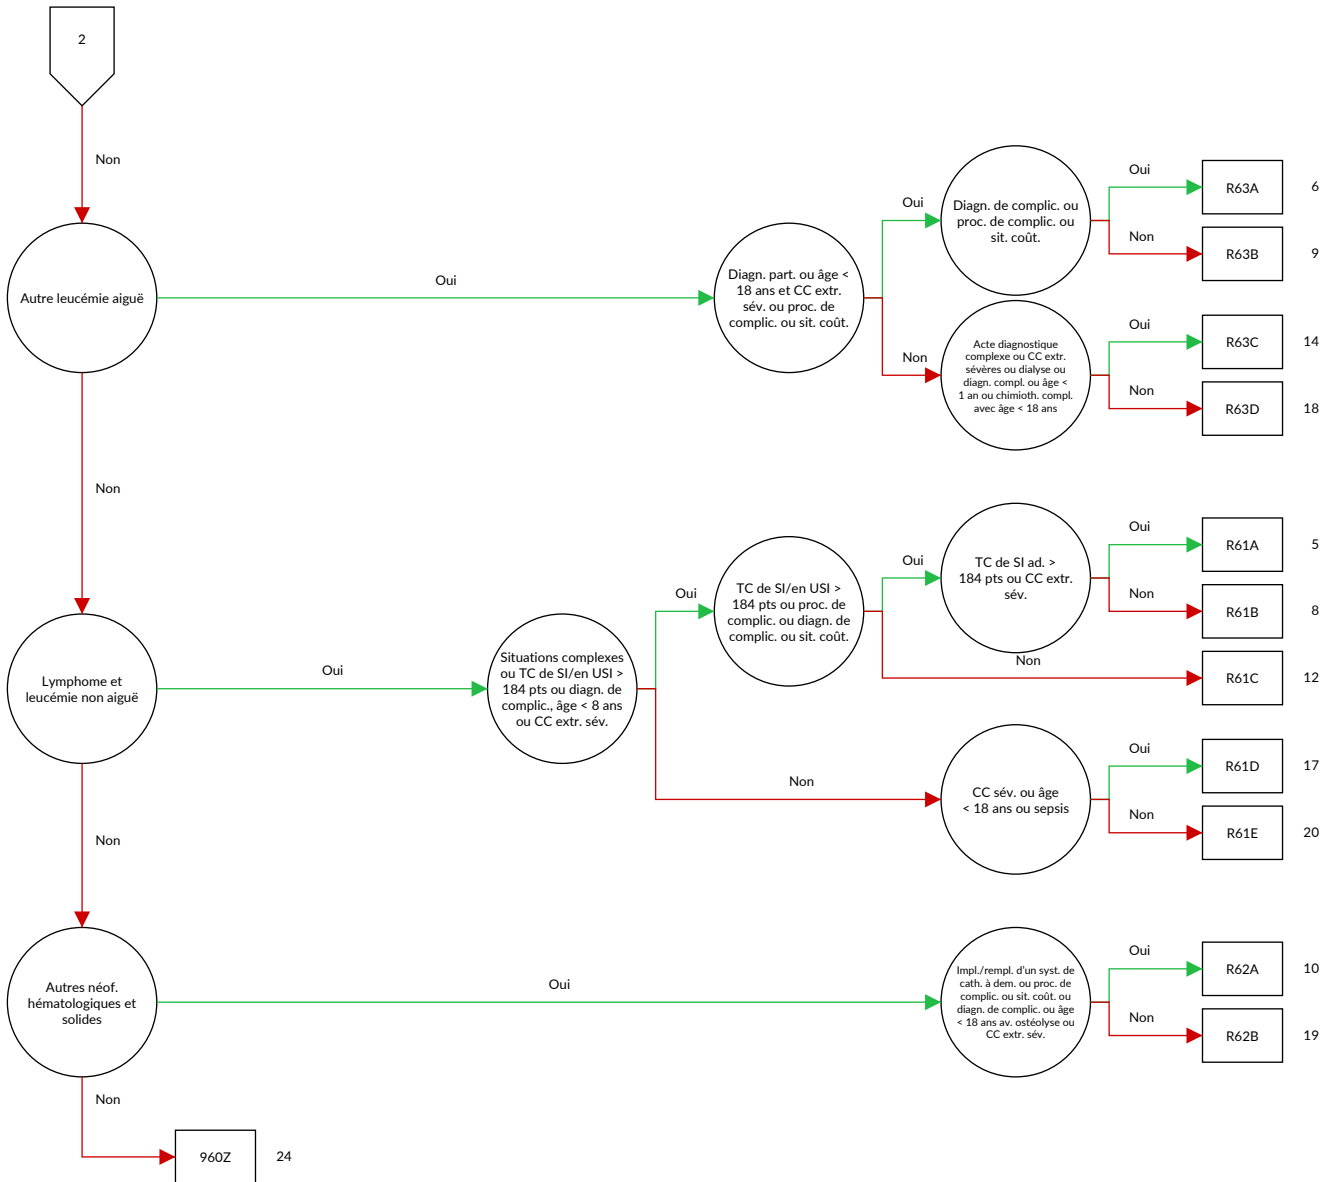 2
Non
Autre leucémie aiguë
Oui
Diagn. part. ou âge <
18 ans et CC extr.
sév. ou proc. de
complic. ou sit. coût.
Oui
Diagn. de complic. ou
proc. de complic. ou
sit. coût.
Oui
R63A
6
Non
R63B
9
Non
Acte diagnostique
complexe ou CC extr.
sévères ou dialyse ou
diagn. compl. ou âge <
1 an ou chimioth. compl.
avec âge < 18 ans
Oui
R63C
14
Non
R63D
18
Non
Lymphome et
leucémie non aiguë
Oui
Situations complexes
ou TC de SI/en USI >
184 pts ou diagn. de
complic., âge < 8 ans
ou CC extr. sév.
Oui
TC de SI/en USI >
184 pts ou proc. de
complic. ou diagn. de
complic. ou sit. coût.
Oui
TC de SI ad. >
184 pts ou CC extr.
sév.
Oui
R61A
5
Non
R61B
8
Non
R61C
12
Non
CC sév. ou âge
< 18 ans ou sepsis
Oui
R61D
17
Non
R61E
20
Non
Autres néof.
hématologiques et
solides
Oui
Impl./rempl. d'un syst. de
cath. à dem. ou proc. de
complic. ou sit. coût. ou
diagn. de complic. ou âge
< 18 ans av. ostéolyse ou
CC extr. sév.
Oui
R62A
10
Non
R62B
19
Non
960Z
24